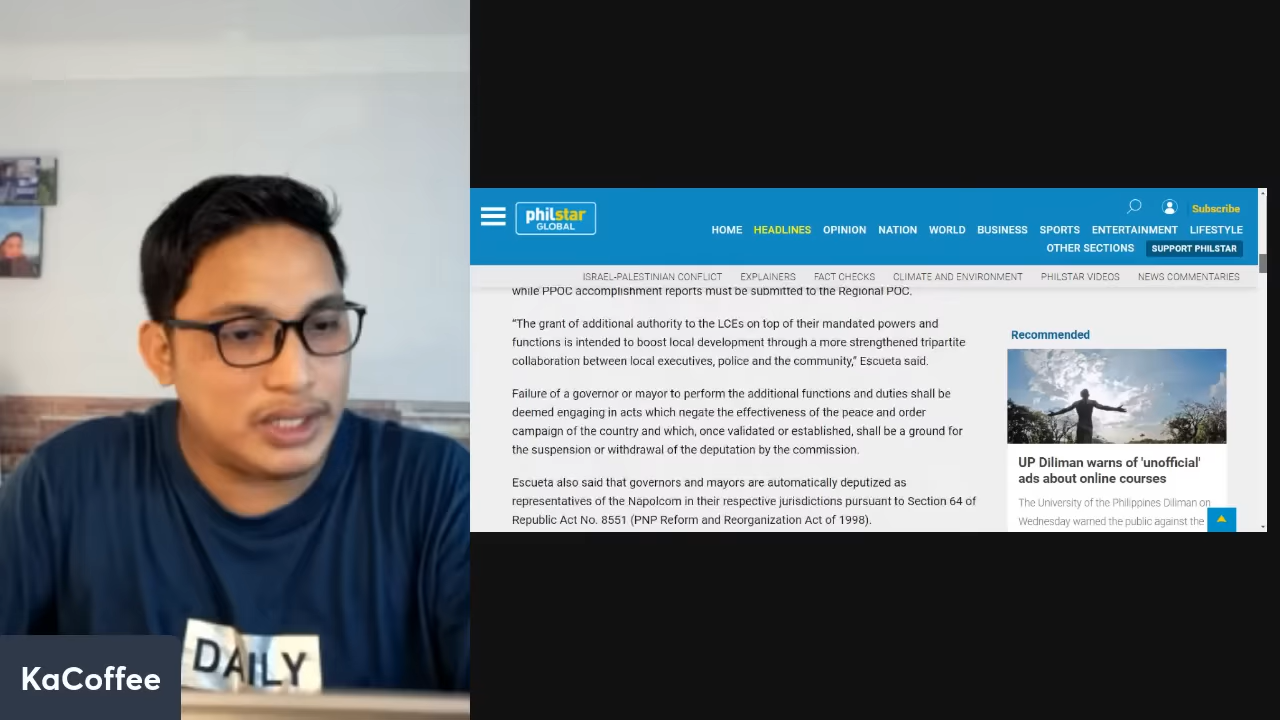 philstar
GLOBAL
Subscribe
HOME HEADLINES OPINION NATION WORLD BUSINESS SPORTS ENTERTAINMENT LIFESTYLE
OTHER SECTIONS SUPPORT PHILSTAR
ISRAEL-PALESTINIAN CONFLICT EXPLAINERS FACT CHECKS CLIMATE AND ENVIRONMENT PHILSTAR VIDEOS NEWS COMMENTARIES
while PPOC accomplishment reports must be submitted to the Regional POC.
“The grant of additional authority to the LCEs on top of their mandated powers and
functions is intended to boost local development through a more strengthened tripartite
collaboration between local executives, police and the community,” Escueta said.
Failure of a governor or mayor to perform the additional functions and duties shall be
deemed engaging in acts which negate the effectiveness of the peace and order
campaign of the country and which, once validated or established, shall be a ground for
the suspension or withdrawal of the deputation by the commission.
Escueta also said that governors and mayors are automatically deputized as
representatives of the Napolcom in their respective jurisdictions pursuant to Section 64 of
Republic Act No. 8551 (PNP Reform and Reorganization Act of 1998).
Recommended
UP Diliman warns of 'unofficial'
ads about online courses
The University of the Philippines Diliman on
Wednesday warned the public against the
DAILY
KaCoffee